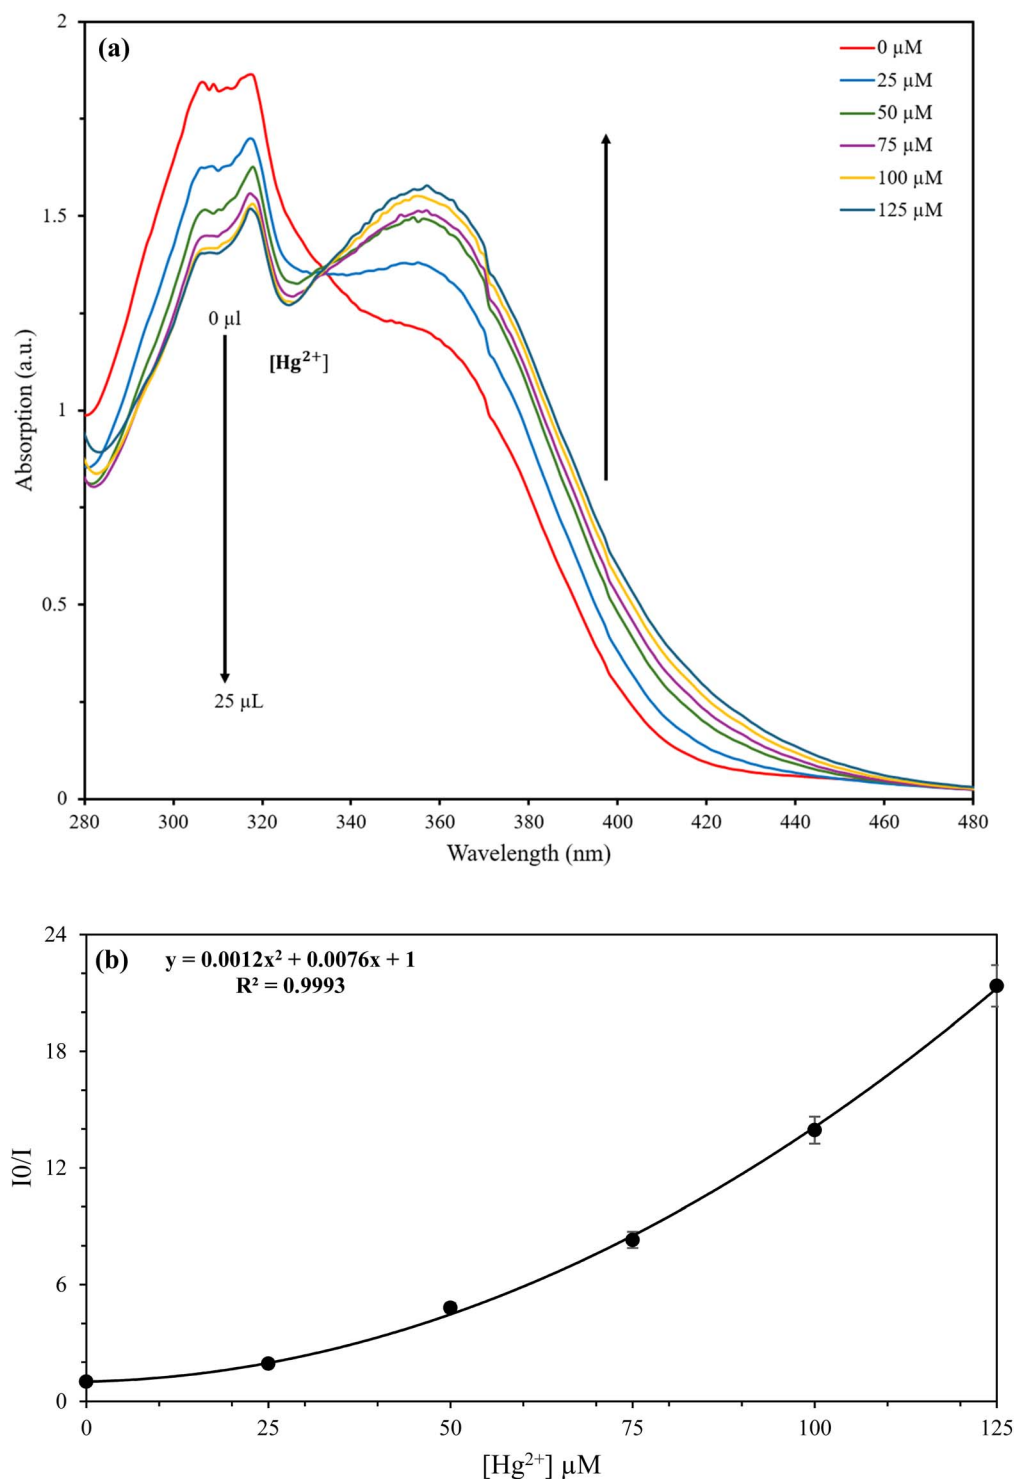 (a)
0 µM
25 µM
50 µM
75 µM
100 µM
125 µM
2
1.5
1
0.5
0
Absorption (a.u.)
0 µl
[Hg²⁺]
25 µL
280 300 320 340 360 380 400 420 440 460 480
Wavelength (nm)
(b)
y = 0.0012x² + 0.0076x + 1
R² = 0.9993
24
18
12
6
0
I0/I
0 25 50 75 100 125
[Hg²⁺] µM